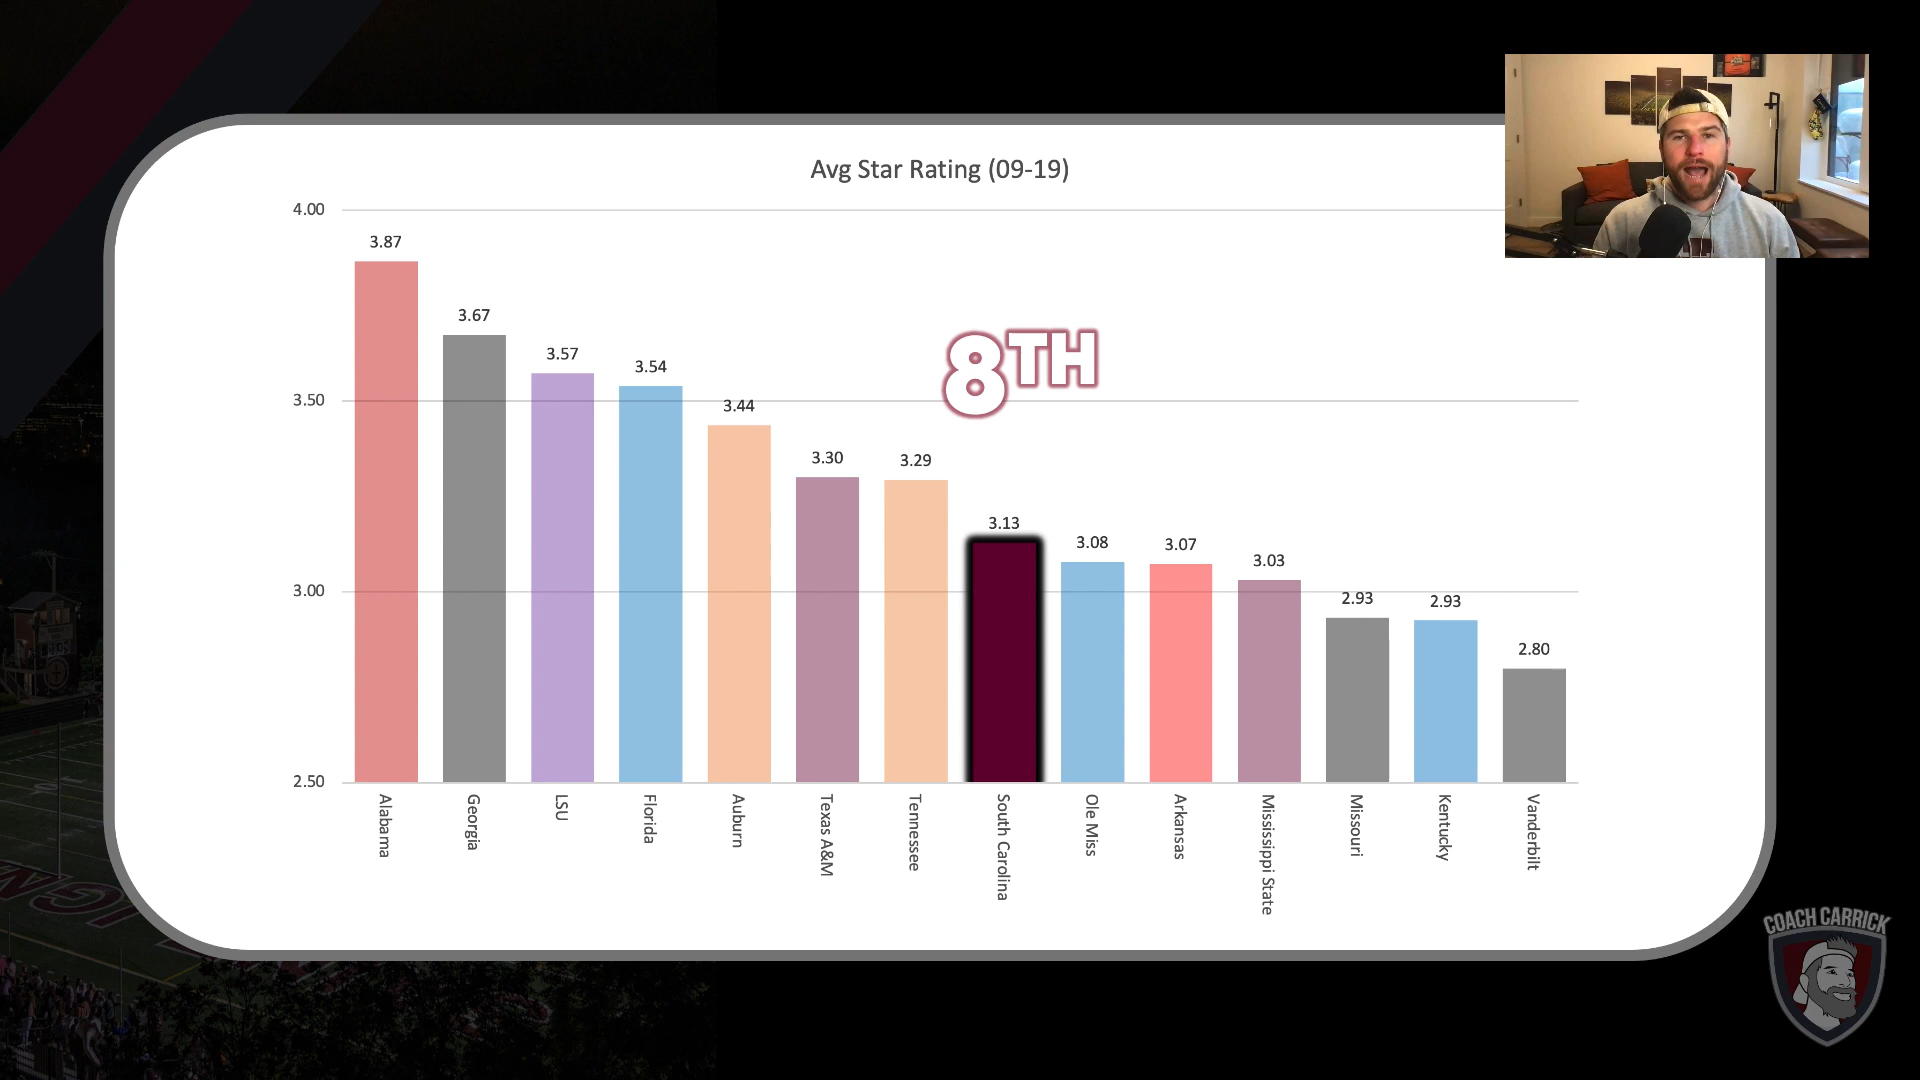 Avg Star Rating (09-19)
4.00
3.50
3.00
2.50
3.87
3.67
3.57
3.54
3.44
3.30
3.29
3.13
3.08
3.07
3.03
2.93
2.93
2.80
8TH
Alabama
Georgia
LSU
Florida
Auburn
Texas A&M
Tennessee
South Carolina
Ole Miss
Arkansas
Mississippi State
Missouri
Kentucky
Vanderbilt
COACH CARRICK